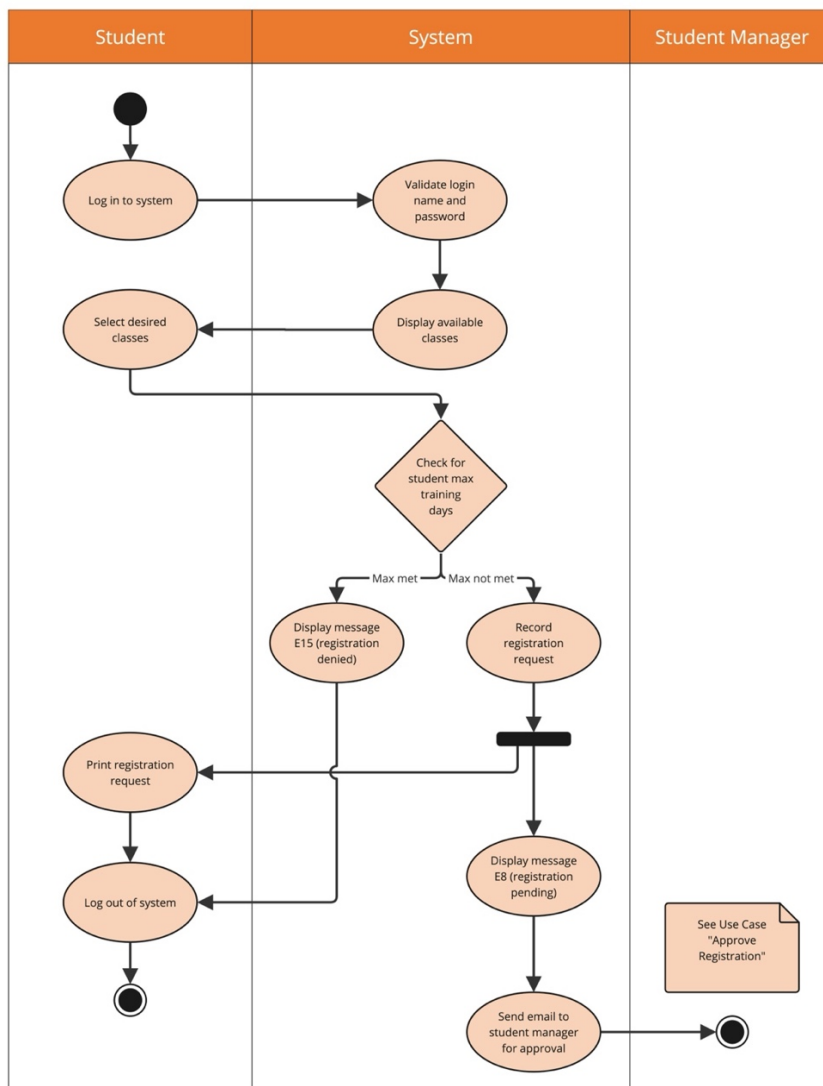 Student
System
Student Manager
Log in to system
Validate login
name and
password
Select desired
classes
Display available
classes
Check for
student max
training
days
Max met
Max not met
Display message
E15 (registration
denied)
Record
registration
request
Print registration
request
Display message
E8 (registration
pending)
Log out of system
See Use Case
"Approve
Registration"
Send email to
student manager
for approval